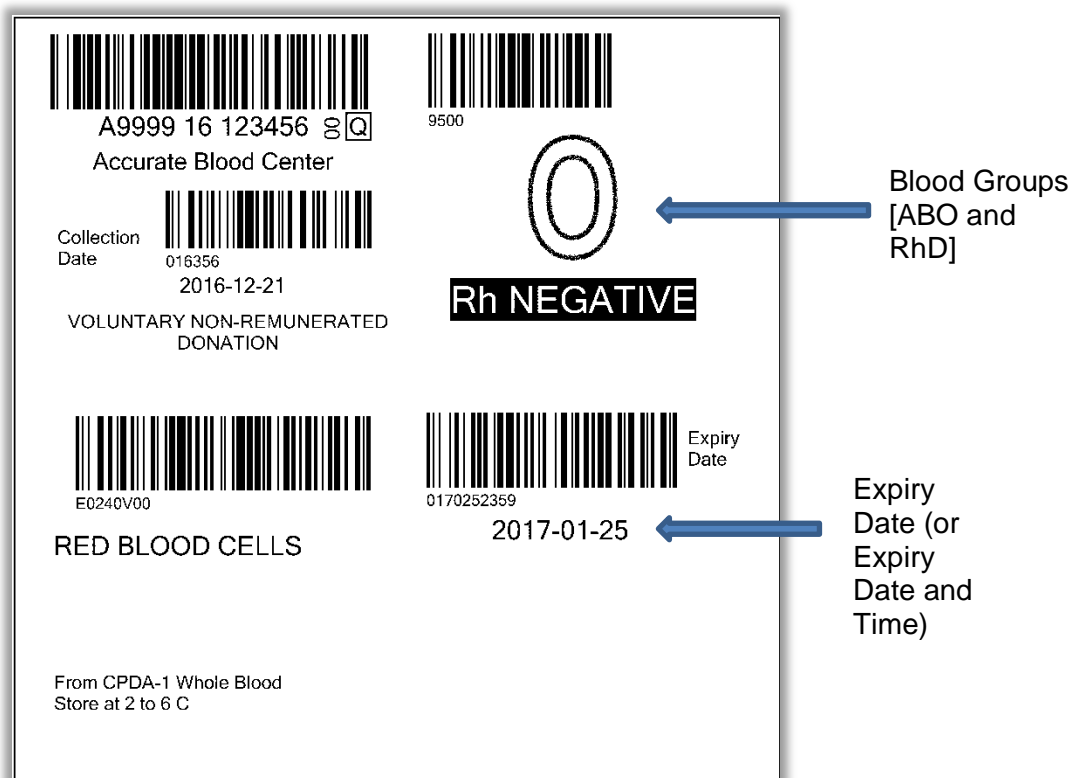 A9999 16 123456 00 Q
Accurate Blood Center
Collection
Date
016356
2016-12-21
VOLUNTARY NON-REMUNERATED
DONATION
9500
O
Rh NEGATIVE
Blood Groups
[ABO and
RhD]
E0240V00
RED BLOOD CELLS
0170252359
Expiry
Date
2017-01-25
Expiry
Date (or
Expiry
Date and
Time)
From CPDA-1 Whole Blood
Store at 2 to 6 C